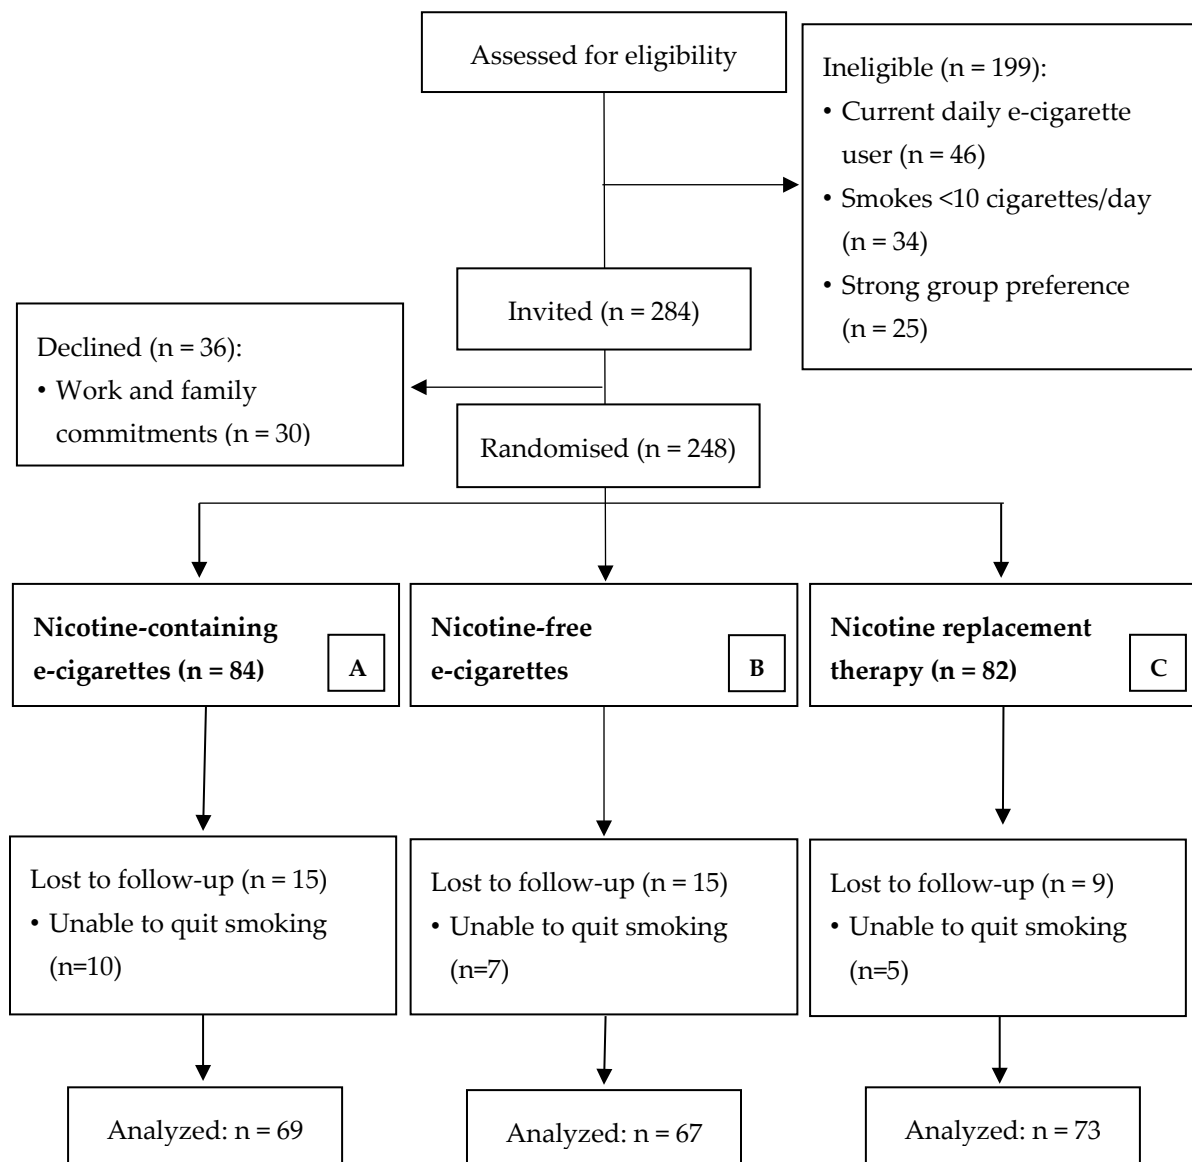 Assessed for eligibility
Ineligible (n = 199):
• Current daily e-cigarette
user (n = 46)
• Smokes <10 cigarettes/day
(n = 34)
• Strong group preference
(n = 25)
Invited (n = 284)
Declined (n = 36):
• Work and family
commitments (n = 30)
Randomised (n = 248)
Nicotine-containing
e-cigarettes (n = 84)
A
Nicotine-free
e-cigarettes
B
Nicotine replacement
therapy (n = 82)
C
Lost to follow-up (n = 15)
• Unable to quit smoking
(n=10)
Lost to follow-up (n = 15)
• Unable to quit smoking
(n=7)
Lost to follow-up (n = 9)
• Unable to quit smoking
(n=5)
Analyzed: n = 69
Analyzed: n = 67
Analyzed: n = 73